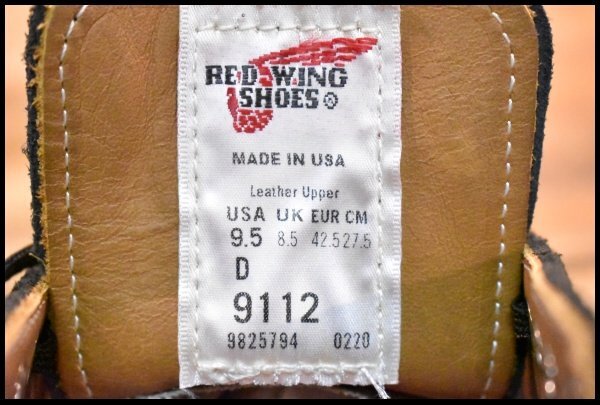 RED WING
SHOES®
MADE IN USA
Leather Upper
USA UK EUR CM
9.5 8.5 42.5 27.5
D
9112
9825794 0220